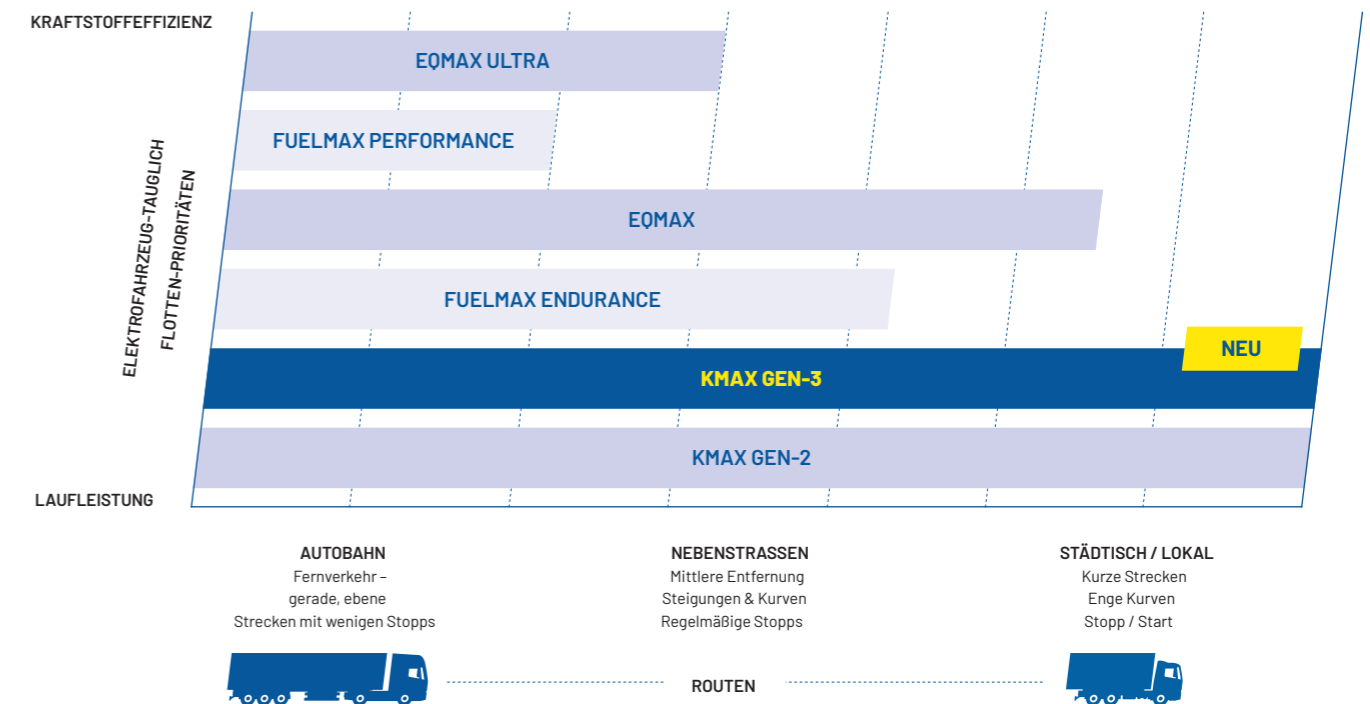 KRAFTSTOFFEFFIZIENZ
EQMAX ULTRA
FUELMAX PERFORMANCE
ELEKTROFAHRZEUG-TAUGLICH
FLOTTEN-PRIORITÄTEN
EQMAX
FUELMAX ENDURANCE
NEU
KMAX GEN-3
KMAX GEN-2
LAUFLEISTUNG
AUTOBAHN
Fernverkehr –
gerade, ebene
Strecken mit wenigen Stopps
NEBENSTRASSEN
Mittlere Entfernung
Steigungen & Kurven
Regelmäßige Stopps
STÄDTISCH / LOKAL
Kurze Strecken
Enge Kurven
Stopp / Start
ROUTEN